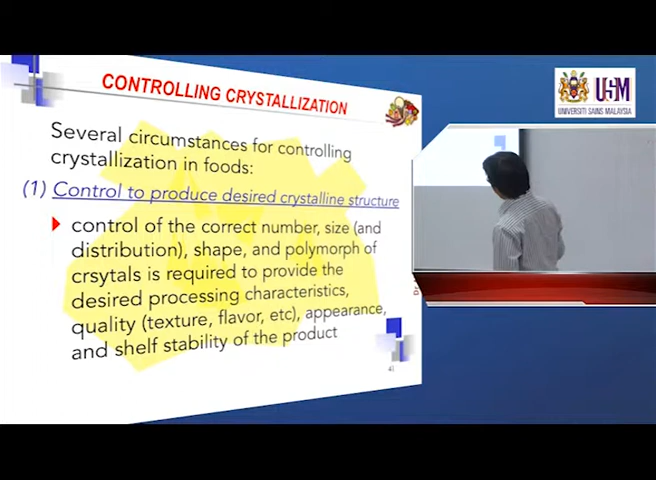 CONTROLLING CRYSTALLIZATION
Several circumstances for controlling
crystallization in foods:
(1) Control to produce desired crystalline structure
control of the correct number, size (and
distribution), shape, and polymorph of
crsytals is required to provide the
desired processing characteristics,
quality (texture, flavor, etc), appearance,
and shelf stability of the product
41
USM
UNIVERSITI SAINS MALAYSIA